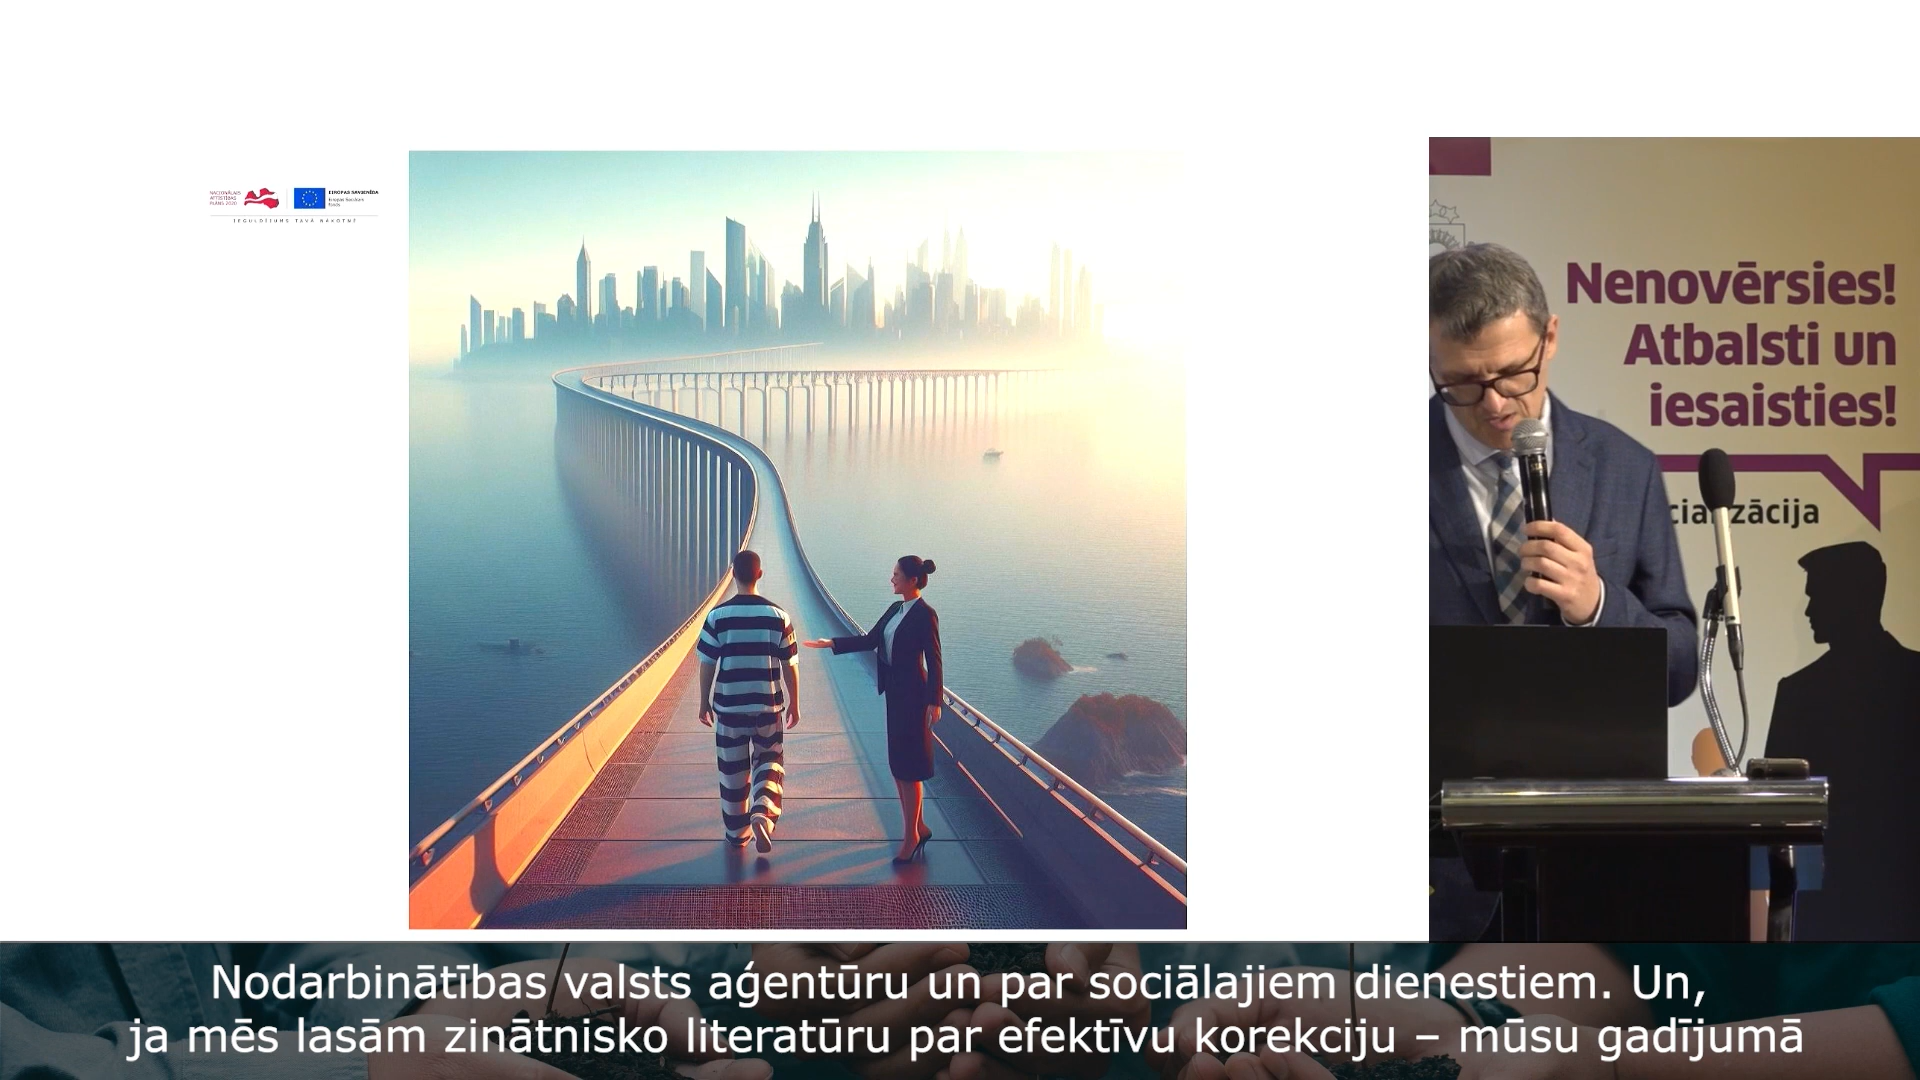 NACIONĀLAIS
ATTĪSTĪBAS
PLĀNS 2020
EIROPAS SAVIENĪBA
Eiropas Sociālais
fonds
IEGULDĪJUMS TAVĀ NĀKOTNĒ
Nenovērsies!
Atbalsti un
iesaisties!
Nodarbinātības valsts aģentūru un par sociālajiem dienestiem. Un,
ja mēs lasām zinātnisko literatūru par efektīvu korekciju – mūsu gadījumā